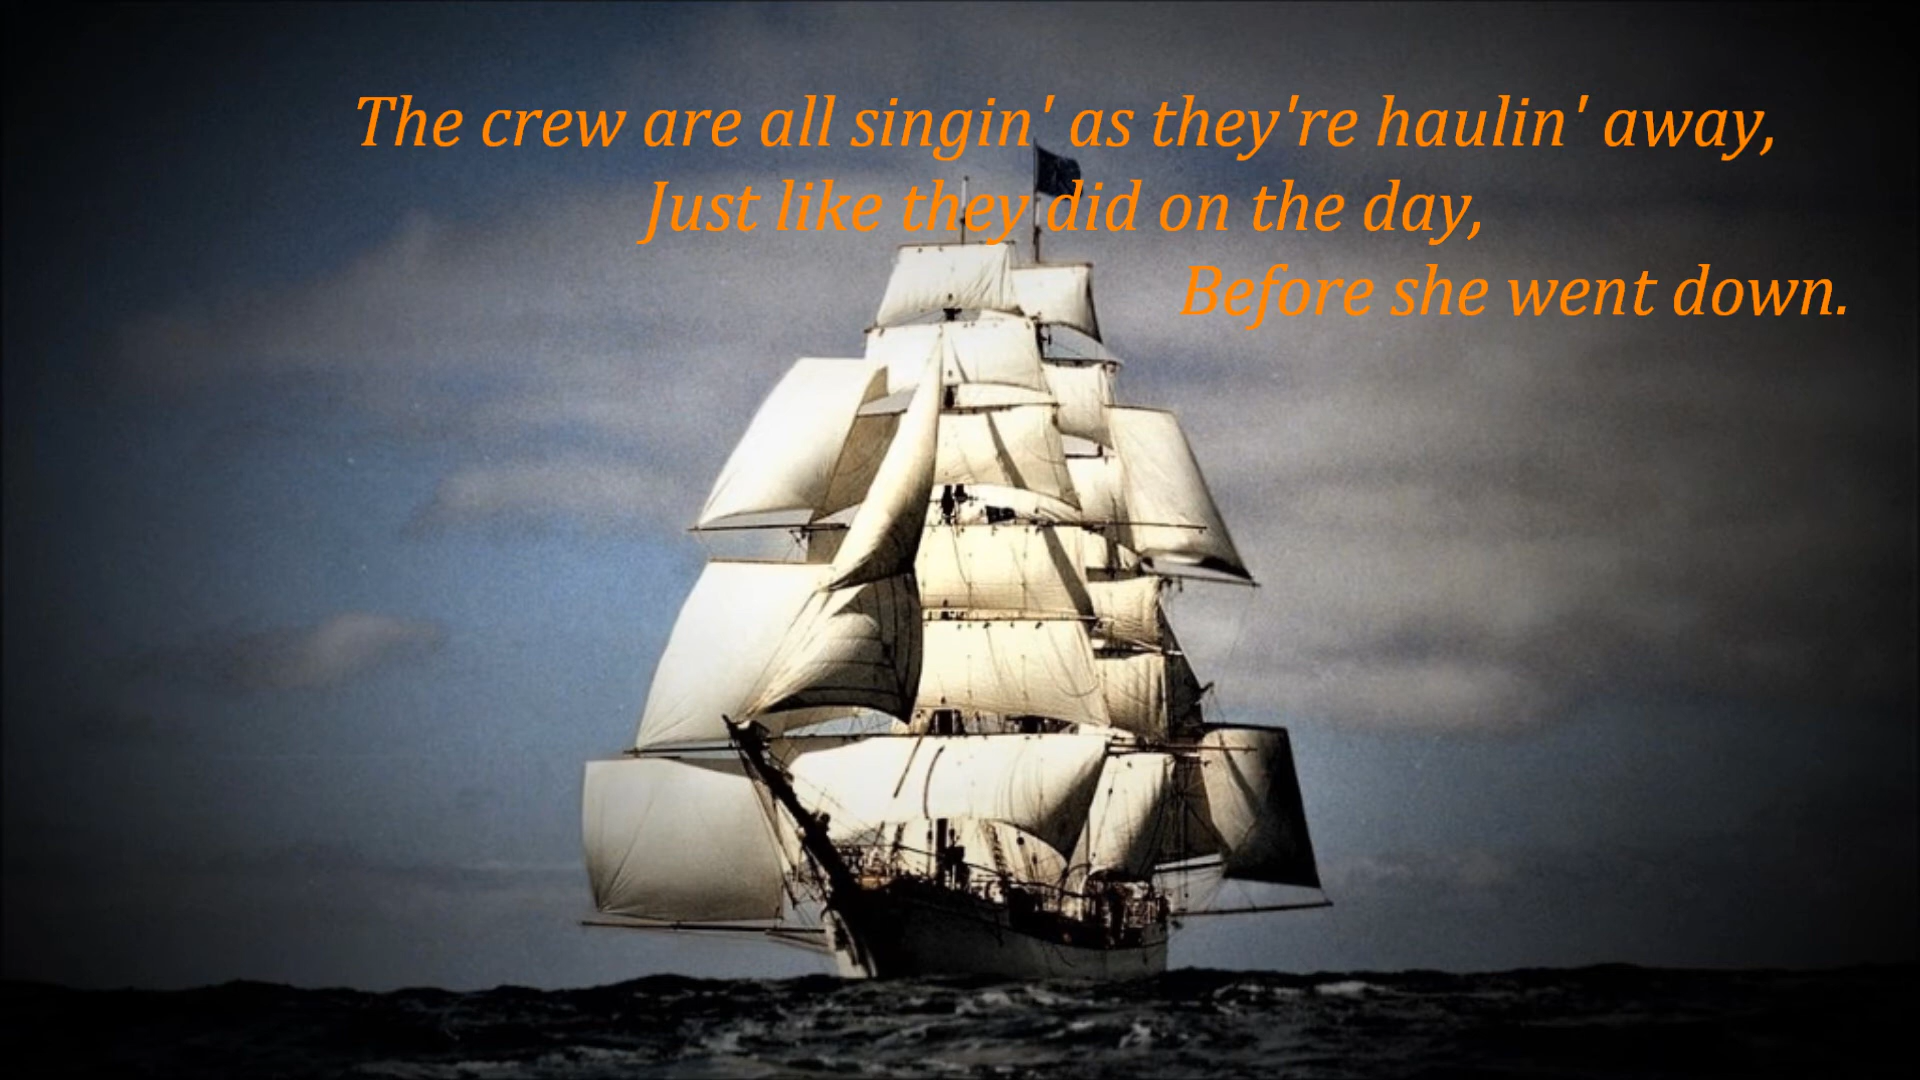 The crew are all singin' as they're haulin' away,
Just like they did on the day,
Before she went down.